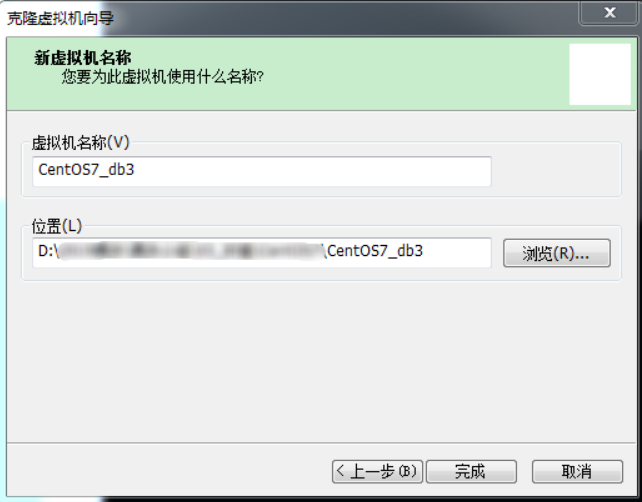 克隆虚拟机向导
新虚拟机名称
您要为此虚拟机使用什么名称?
虚拟机名称(V)
CentOS7_db3
位置(L)
D:\ \CentOS7_db3 浏览(R)...
< 上一步(B) 完成 取消